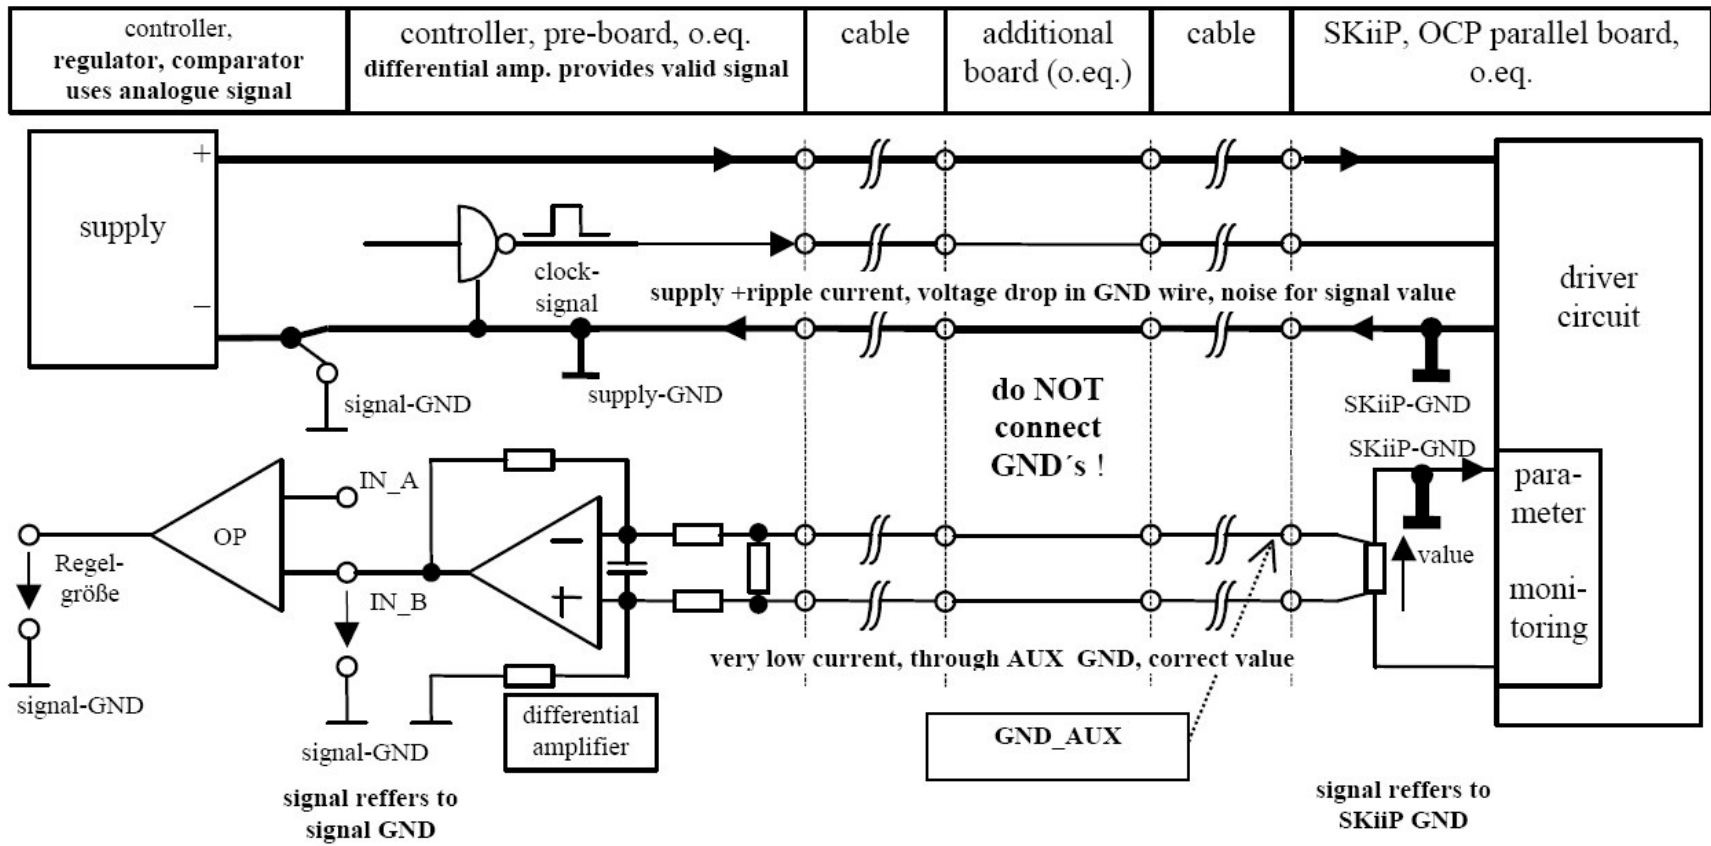 controller,
regulator, comparator
uses analogue signal
controller, pre-board, o.eq.
differential amp. provides valid signal
cable
additional
board (o.eq.)
cable
SKiiP, OCP parallel board,
o.eq.
+
supply
−
clock-
signal
supply +ripple current, voltage drop in GND wire, noise for signal value
driver
circuit
signal-GND
supply-GND
do NOT
connect
GND´s !
SKiiP-GND
SKiiP-GND
IN_A
OP
IN_B
Regel-
größe
−
+
value
para-
meter
moni-
toring
very low current, through AUX GND, correct value
signal-GND
signal-GND
differential
amplifier
GND_AUX
signal reffers to
signal GND
signal reffers to
SKiiP GND